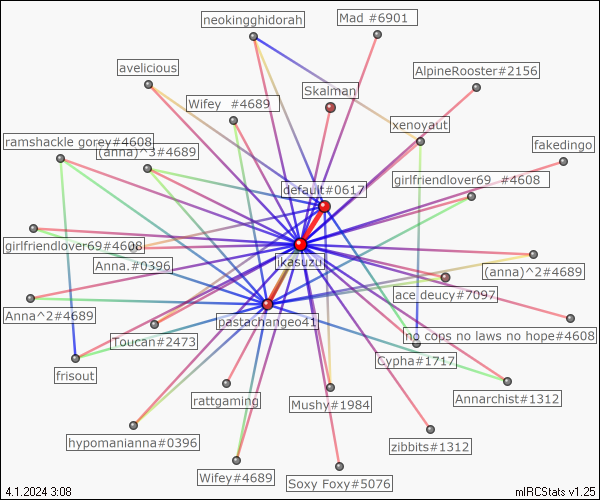 neokingghidorah
Mad #6901
avelicious
AlpineRooster#2156
Skalman
Wifey_#4689
xenoyaut
ramshackle gorey#4608
(anna)^3#4689
fakedingo
default#0617
girlfriendlover69_#4608
girlfriendlover69#4608
Anna.#0396
ikasuzu
(anna)^2#4689
ace deucy#7097
Anna^2#4689
pastachangeo41
no cops no laws no hope#4608
Toucan#2473
Cypha#1717
frisout
rattgaming
Mushy#1984
Annarchist#1312
hypomanianna#0396
zibbits#1312
Wifey#4689
Soxy Foxy#5076
4.1.2024 3:08
mIRCStats v1.25